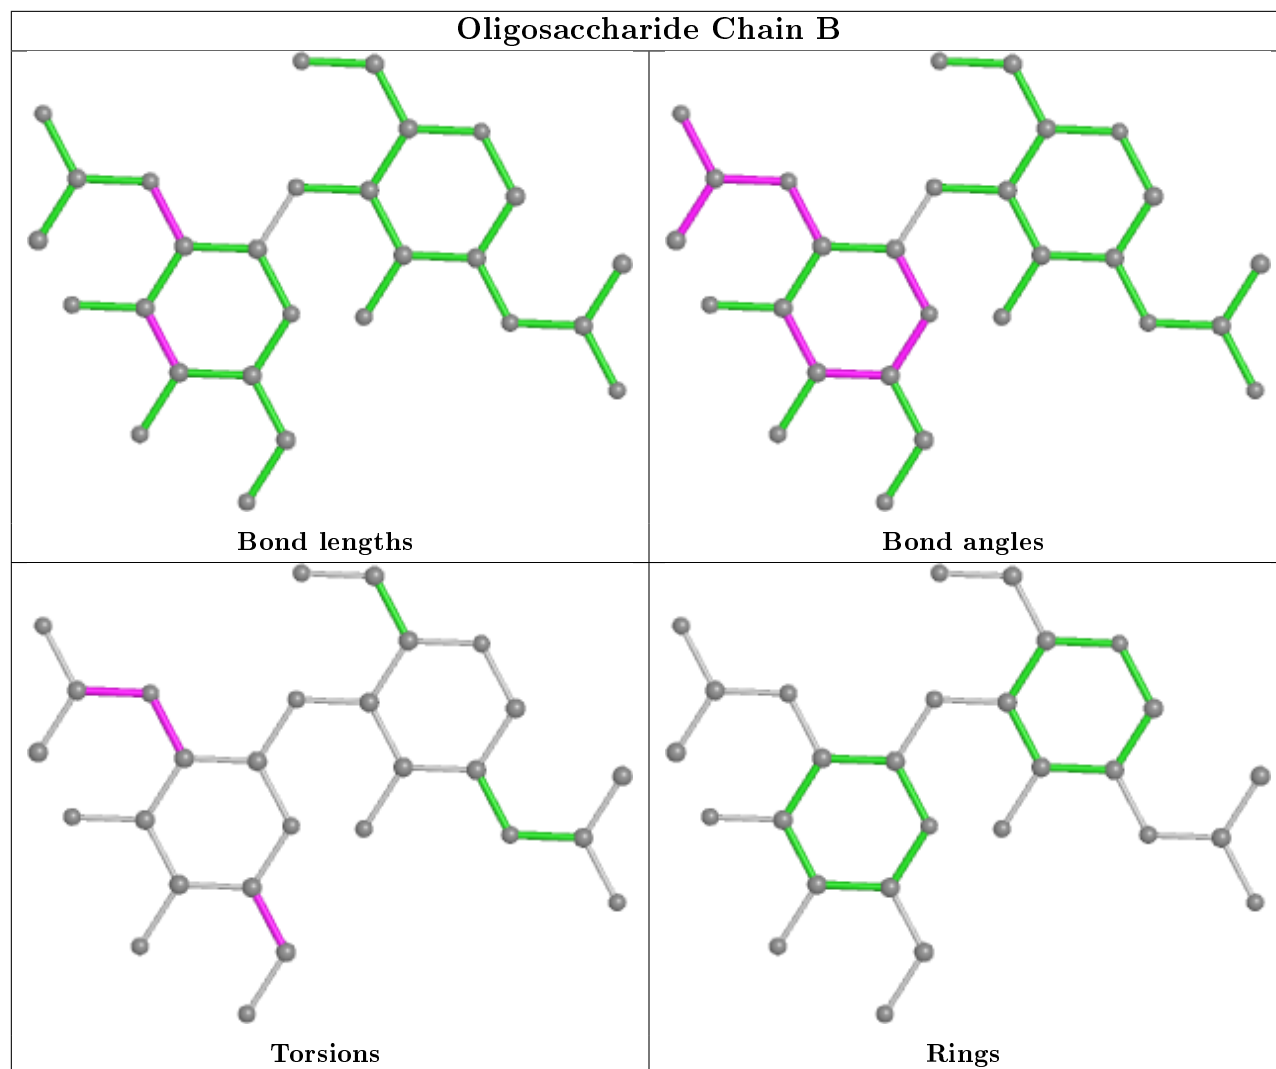 Oligosaccharide Chain B
Bond lengths
Bond angles
Torsions
Rings